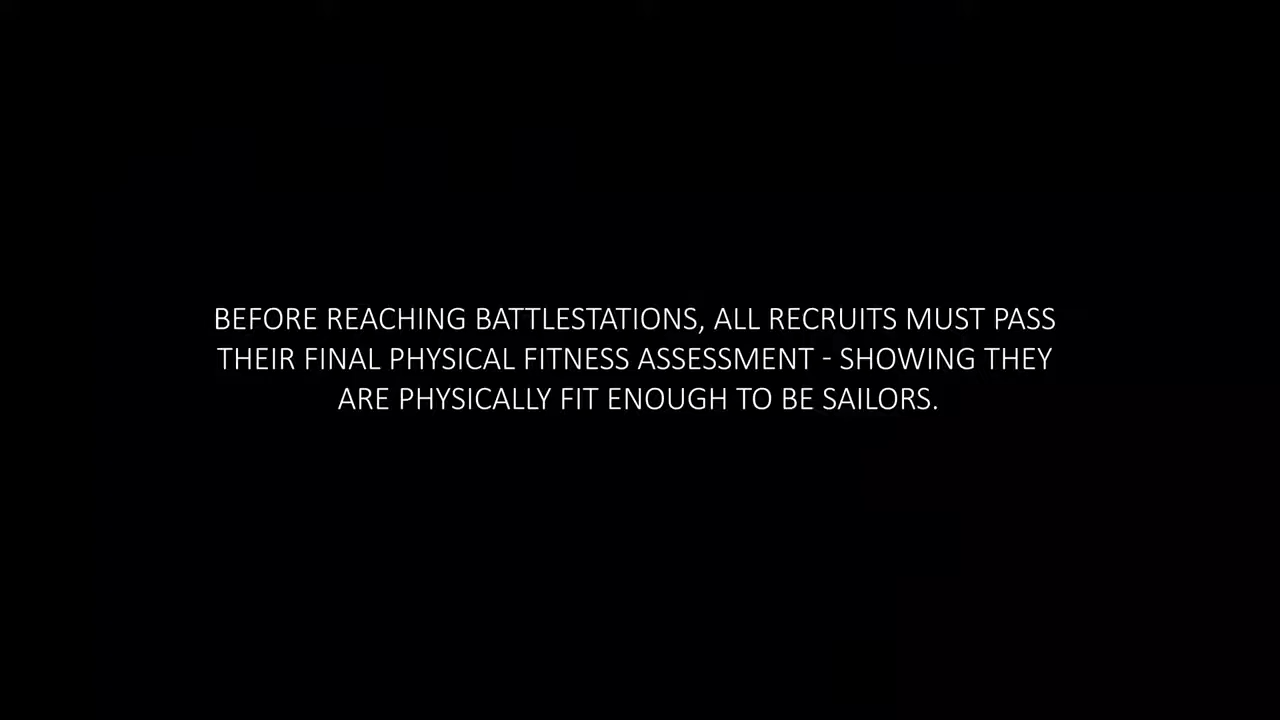 BEFORE REACHING BATTLESTATIONS, ALL RECRUITS MUST PASS
THEIR FINAL PHYSICAL FITNESS ASSESSMENT - SHOWING THEY
ARE PHYSICALLY FIT ENOUGH TO BE SAILORS.